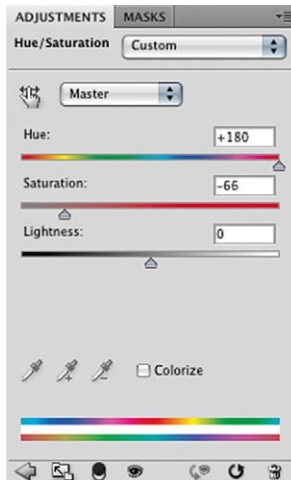 ADJUSTMENTS MASKS
Hue/Saturation Custom
Master
Hue: +180
Saturation: -66
Lightness: 0
Colorize